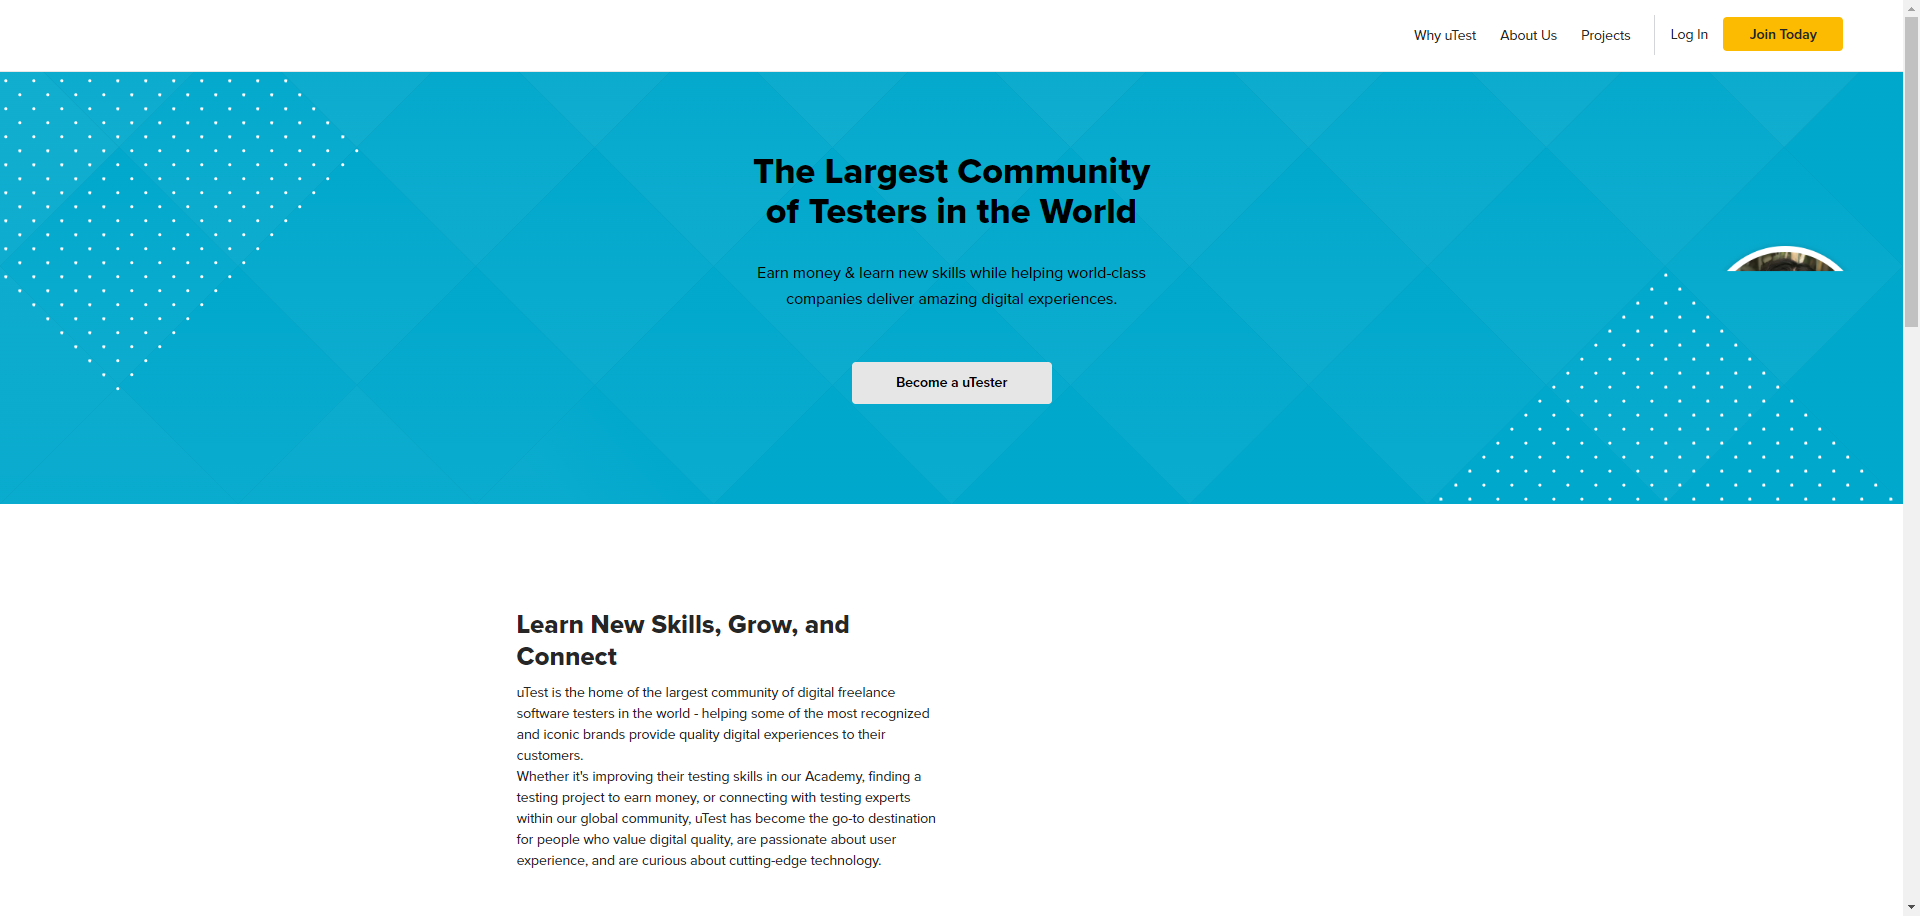 Why uTest
About Us
Projects
Log In
Join Today
The Largest Community
of Testers in the World
Earn money & learn new skills while helping world-class
companies deliver amazing digital experiences.
Become a uTester
Learn New Skills, Grow, and
Connect
uTest is the home of the largest community of digital freelance
software testers in the world - helping some of the most recognized
and iconic brands provide quality digital experiences to their
customers.
Whether it's improving their testing skills in our Academy, finding a
testing project to earn money, or connecting with testing experts
within our global community, uTest has become the go-to destination
for people who value digital quality, are passionate about user
experience, and are curious about cutting-edge technology.